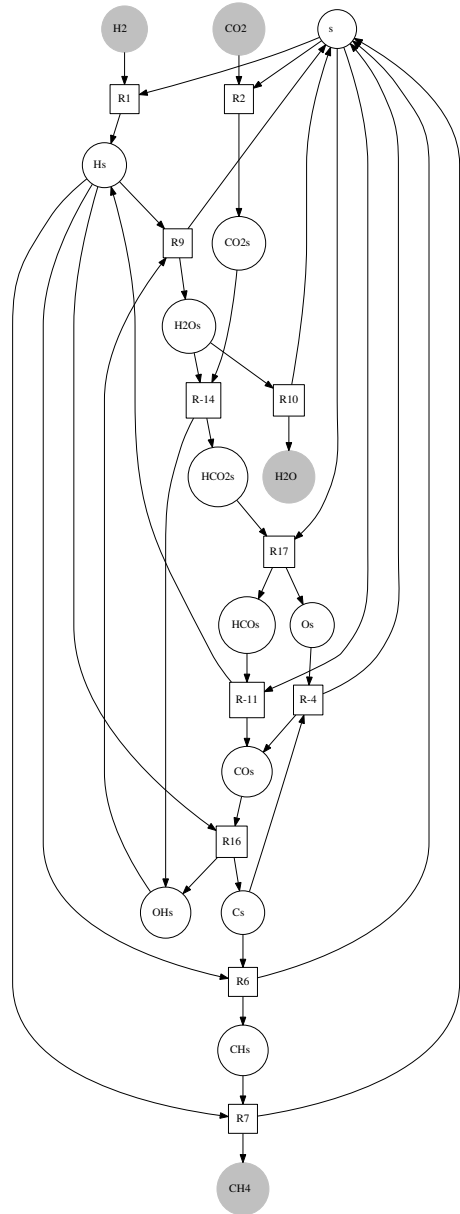 H2
CO2
s
R1
R2
Hs
R9
CO2s
H2Os
R-14
R10
HCO2s
H2O
R17
HCOs
Os
R-11
R-4
COs
R16
OHs
Cs
R6
CHs
R7
CH4